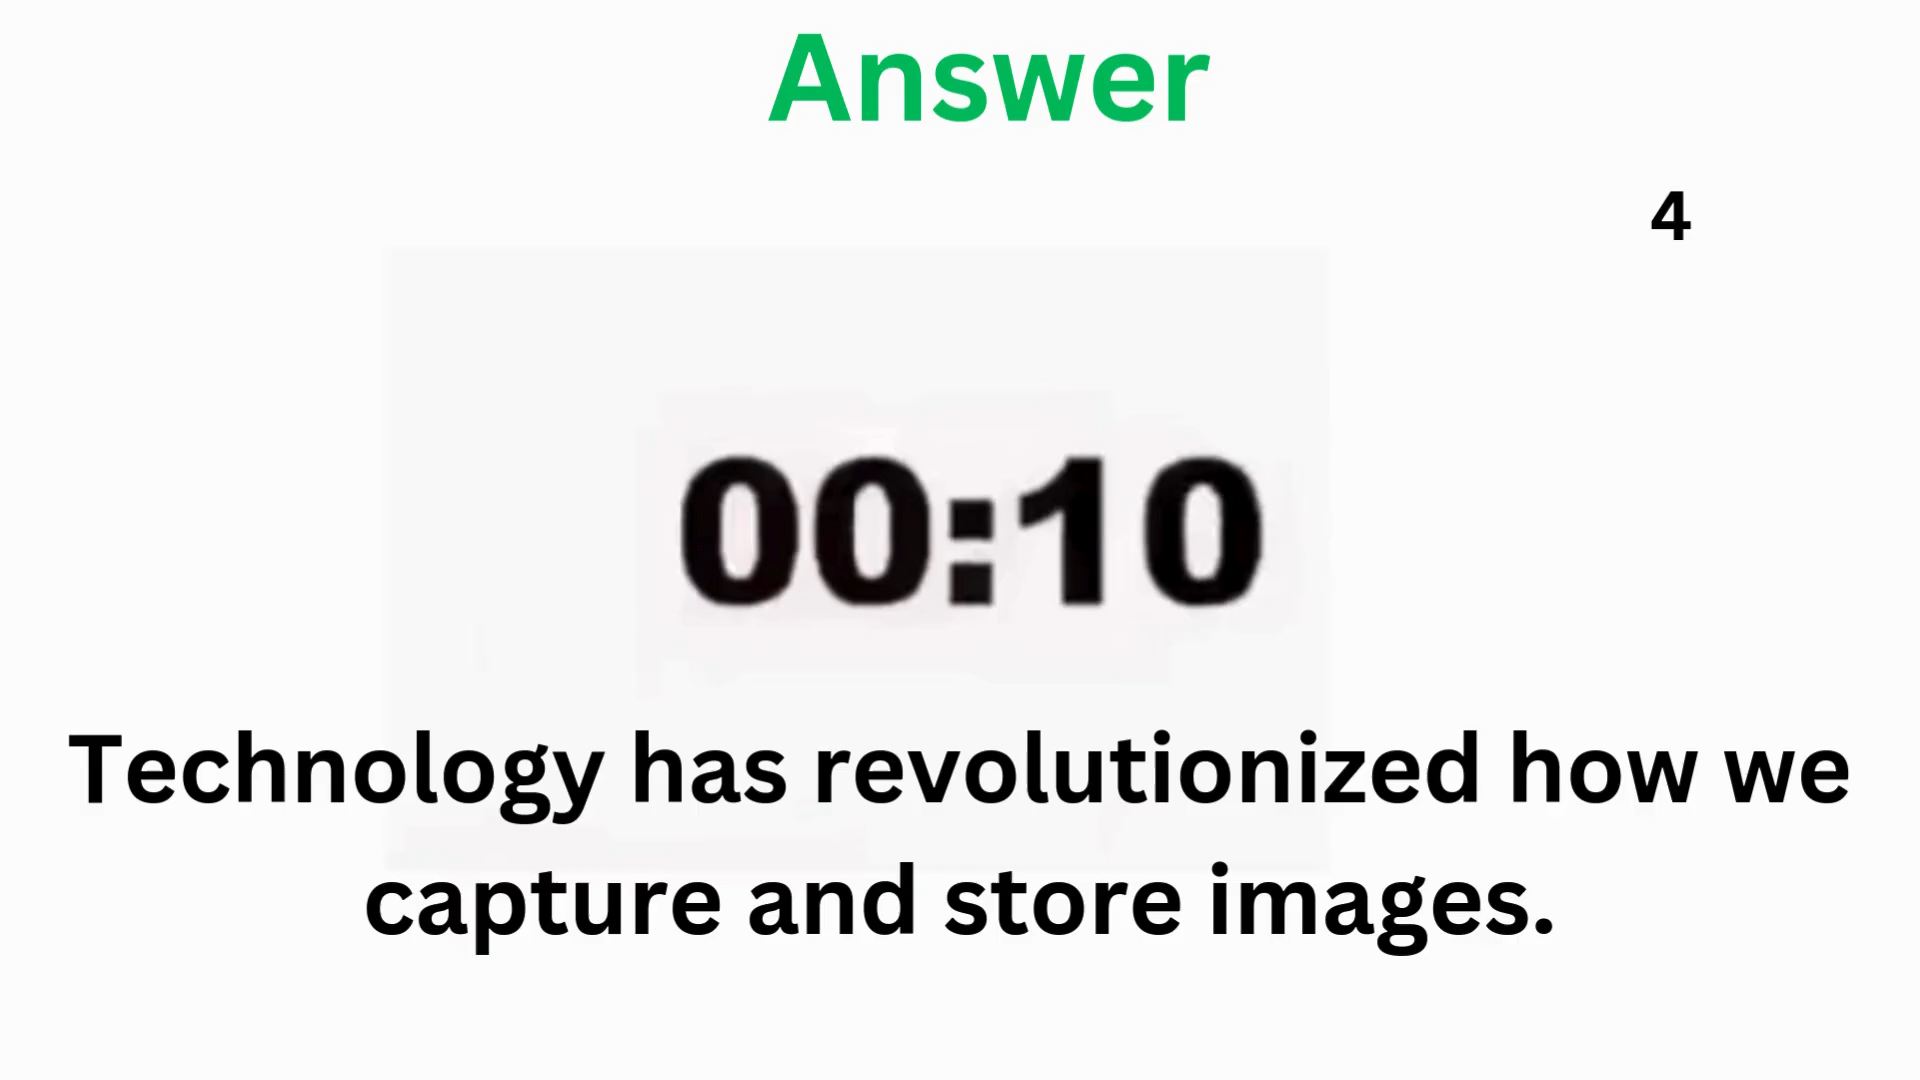 Answer
4
00:10
Technology has revolutionized how we
capture and store images.